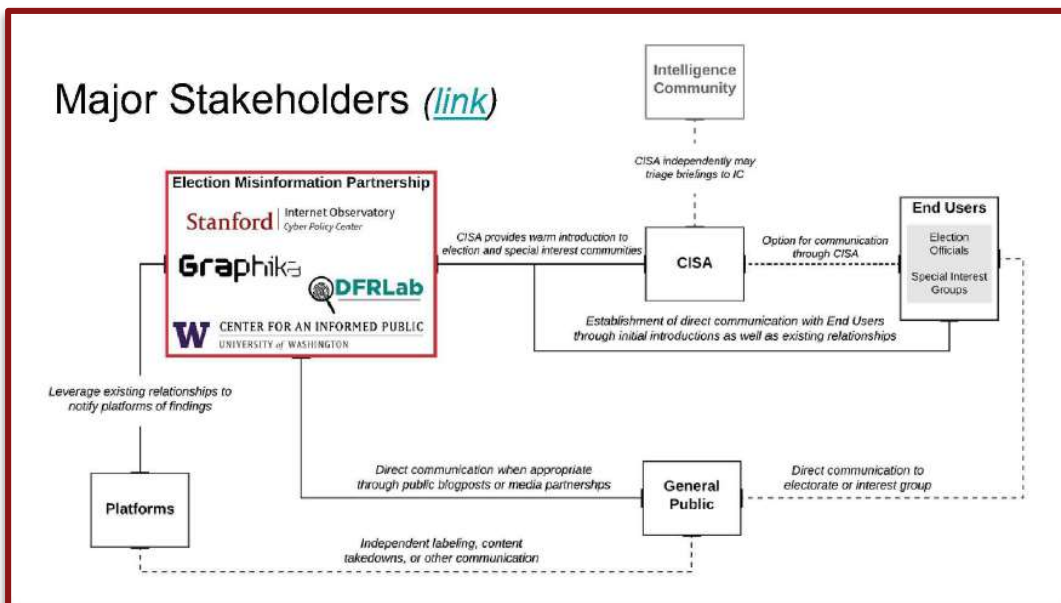 Major Stakeholders (link)
Intelligence
Community
CISA independently may
triage briefings to IC
Election Misinformation Partnership
Stanford | Internet Observatory
Cyber Policy Center
Graphika
DFRLab
W CENTER FOR AN INFORMED PUBLIC
UNIVERSITY of WASHINGTON
CISA provides warm introduction to
election and special interest communities
CISA
Option for communication
through CISA
End Users
Election
Officials
Special Interest
Groups
Establishment of direct communication with End Users
through initial introductions as well as existing relationships
Leverage existing relationships to
notify platforms of findings
Platforms
Direct communication when appropriate
through public blogposts or media partnershps
General
Public
Direct communication to
electorate or interest group
Independent labeling, content
takedowns, or other communication